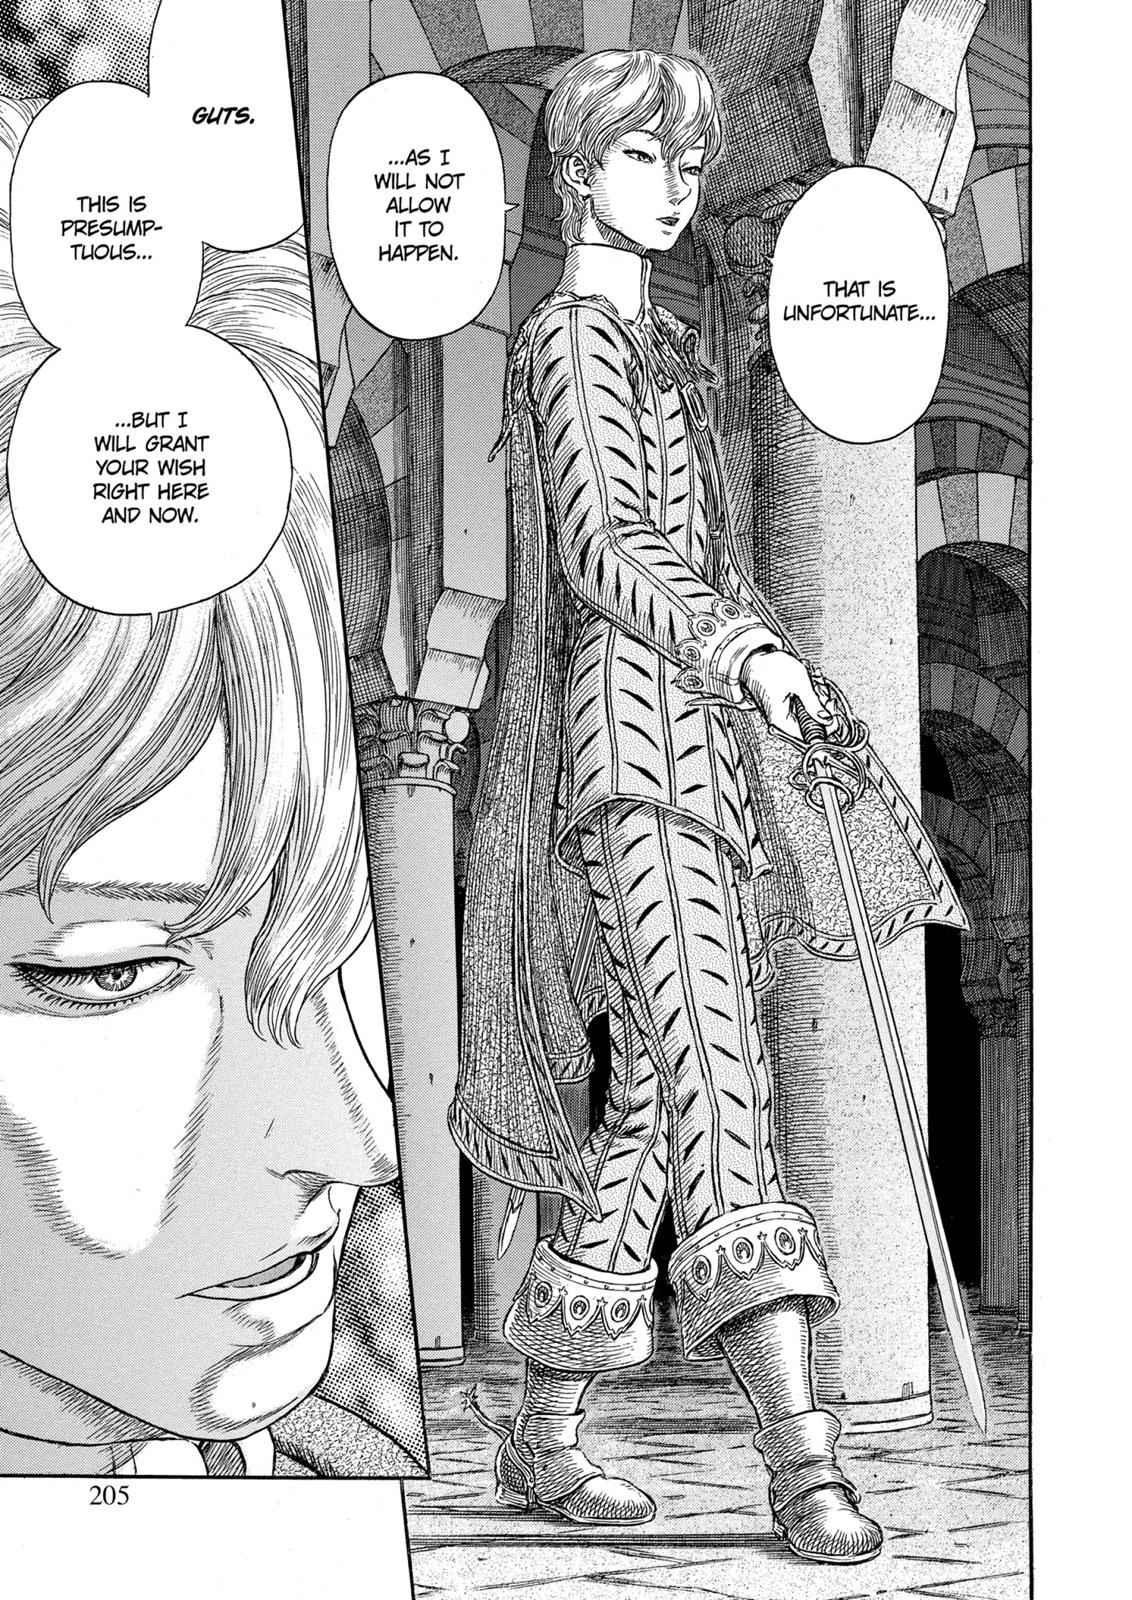 THAT IS
UNFORTUNATE...
...AS I
WILL NOT
ALLOW
IT TO
HAPPEN.
GUTS.
THIS IS
PRESUMP-
TUOUS...
...BUT I
WILL GRANT
YOUR WISH
RIGHT HERE
AND NOW.
205